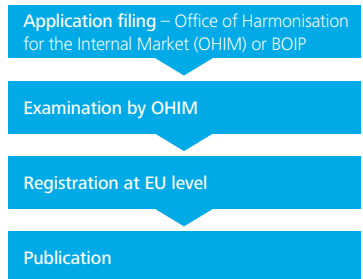 Application filing – Office of Harmonisation
for the Internal Market (OHIM) or BOIP
Examination by OHIM
Registration at EU level
Publication